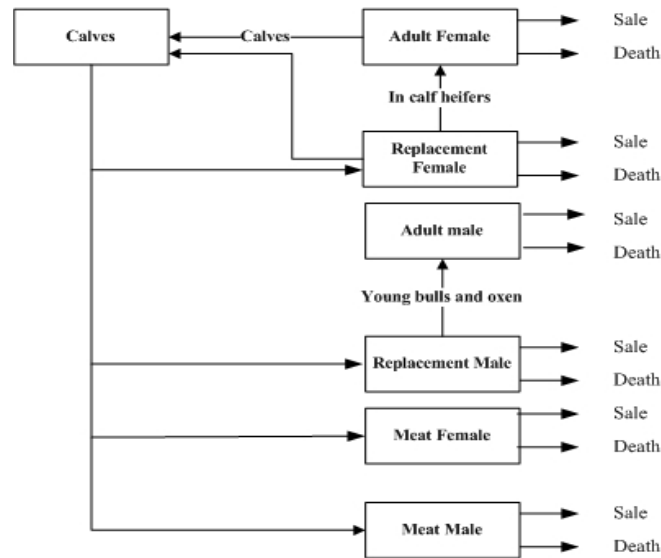 Calves
Calves
Adult Female
Sale
Death
In calf heifers
Replacement
Female
Sale
Death
Adult male
Sale
Death
Young bulls and oxen
Replacement Male
Sale
Death
Meat Female
Sale
Death
Meat Male
Sale
Death